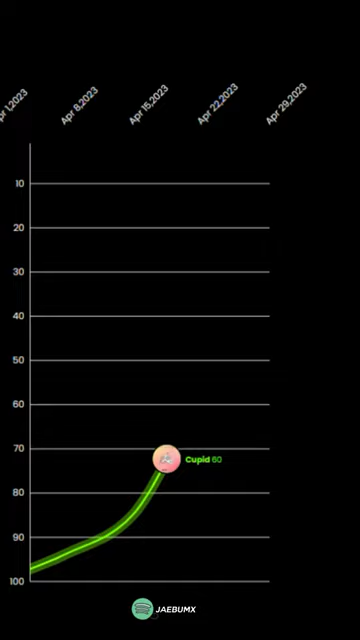 pr 1,2023
Apr 8,2023
Apr 15,2023
Apr 22,2023
Apr 29,2023
10
20
30
40
50
60
70
80
90
100
Cupid 60
JAEBUMX